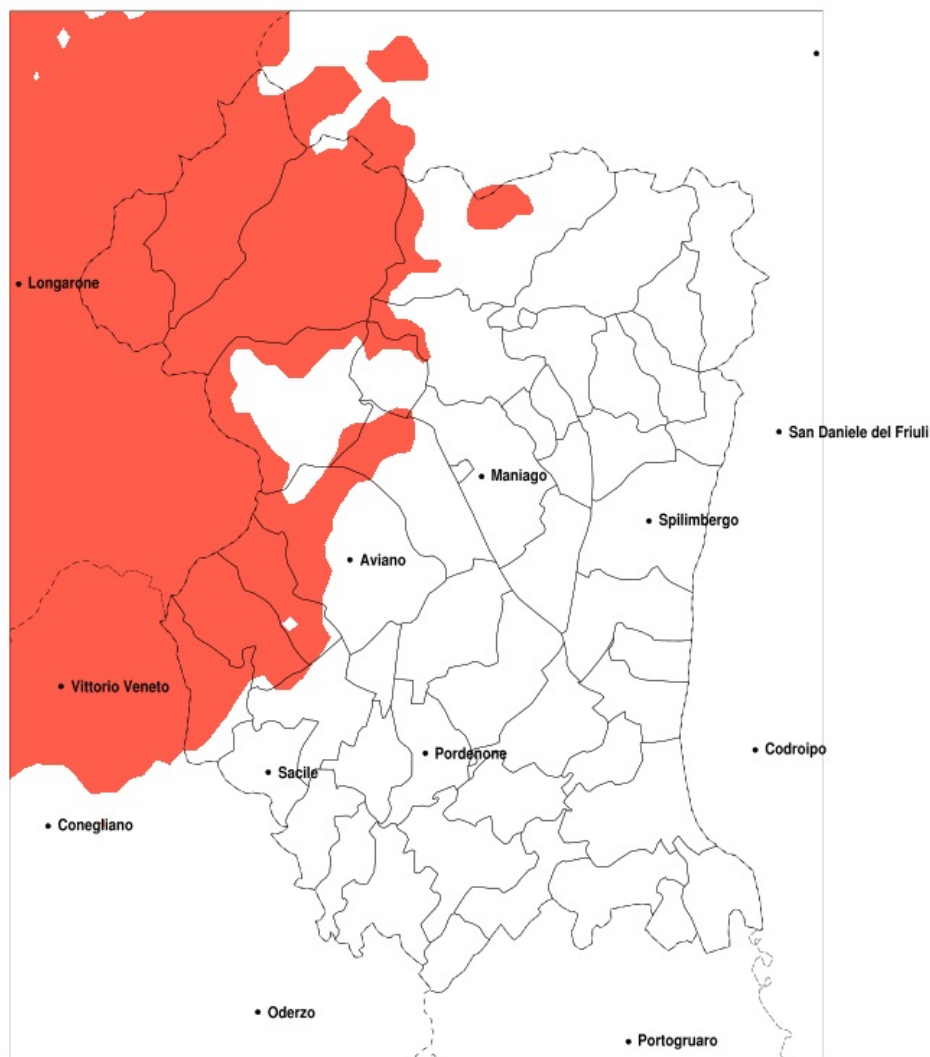 Longarone
San Daniele del Friuli
Maniago
Spilimbergo
Aviano
Vittorio Veneto
Pordenone
Codroipo
Sacile
Conegliano
Oderzo
Portogruaro